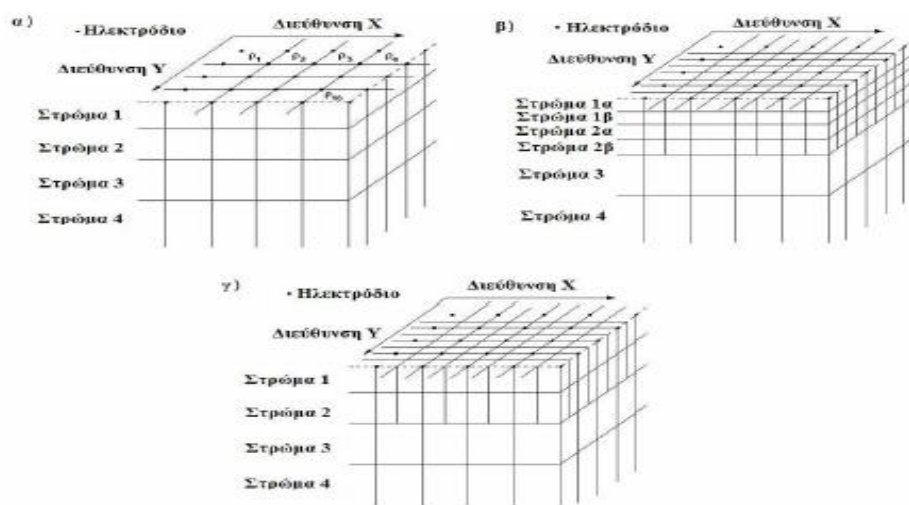 α)
Διεύθυνση Χ
· Ηλεκτρόδιο
Διεύθυνση Υ
ρ₁ ρ₂ ρ₃
Στρώμα 1
Στρώμα 2
Στρώμα 3
Στρώμα 4
β)
Διεύθυνση Χ
· Ηλεκτρόδιο
Διεύθυνση Υ
Στρώμα 1α
Στρώμα 1β
Στρώμα 2α
Στρώμα 2β
Στρώμα 3
Στρώμα 4
γ)
Διεύθυνση Χ
· Ηλεκτρόδιο
Διεύθυνση Υ
Στρώμα 1
Στρώμα 2
Στρώμα 3
Στρώμα 4